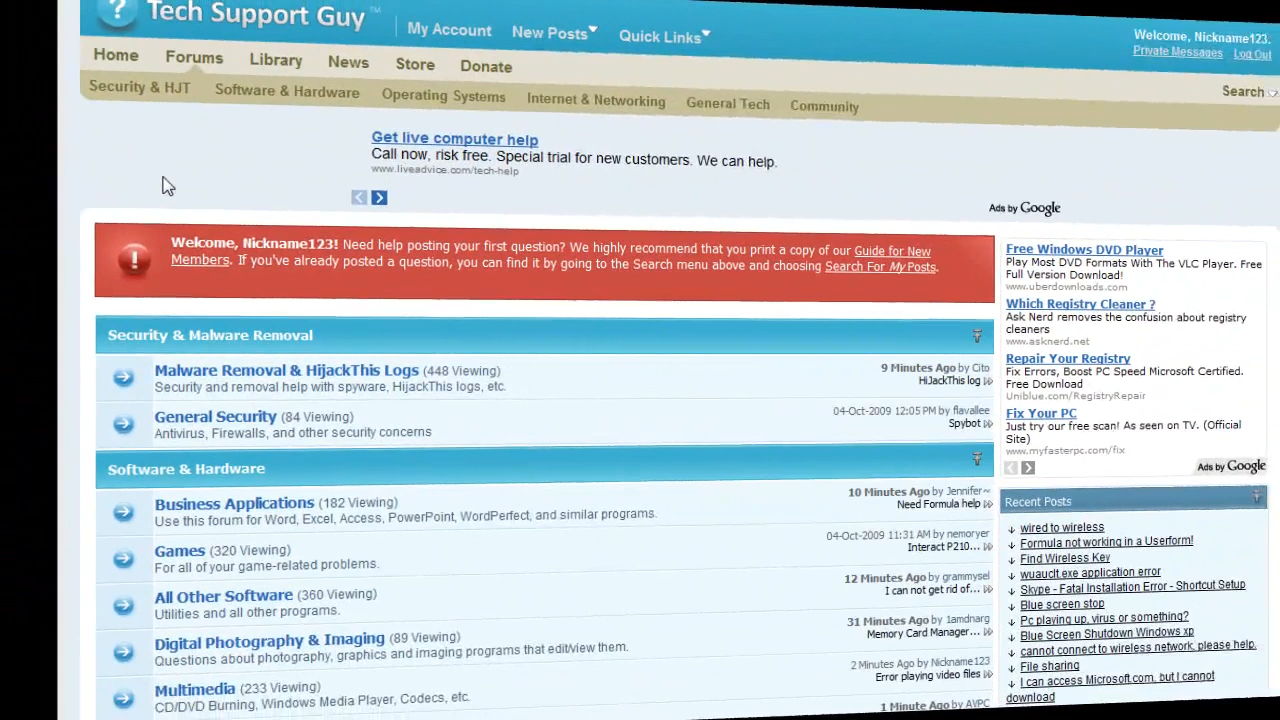 Tech Support Guy™
My Account New Posts Quick Links
Welcome, Nickname123.
Private Messages Log Out
Home Forums Library News Store Donate
Security & HJT Software & Hardware Operating Systems Internet & Networking General Tech Community
Search
Get live computer help
Call now, risk free. Special trial for new customers. We can help.
www.liveadvice.com/tech-help
Ads by Google
Welcome, Nickname123! Need help posting your first question? We highly recommend that you print a copy of our Guide for New
Members. If you've already posted a question, you can find it by going to the Search menu above and choosing Search For My Posts.
Security & Malware Removal
Malware Removal & HijackThis Logs (448 Viewing)
Security and removal help with spyware, HijackThis logs, etc.
9 Minutes Ago by Cito
HiJackThis log
General Security (84 Viewing)
Antivirus, Firewalls, and other security concerns
04-Oct-2009 12:05 PM by flavallee
Spybot
Software & Hardware
Business Applications (182 Viewing)
Use this forum for Word, Excel, Access, PowerPoint, WordPerfect, and similar programs.
10 Minutes Ago by Jennifer~
Need Formula help
Games (320 Viewing)
For all of your game-related problems.
04-Oct-2009 11:31 AM by nemoryer
Interact P210...
All Other Software (360 Viewing)
Utilities and all other programs.
12 Minutes Ago by grammysel
I can not get rid of...
Digital Photography & Imaging (89 Viewing)
Questions about photography, graphics and imaging programs that edit/view them.
31 Minutes Ago by 1amdnarg
Memory Card Manager...
Multimedia (233 Viewing)
CD/DVD Burning, Windows Media Player, Codecs, etc.
2 Minutes Ago by Nickname123
Error playing video files
1 Minute Ago by AVPC
Free Windows DVD Player
Play Most DVD Formats With The VLC Player. Free
Full Version Download!
www.uberdownloads.com
Which Registry Cleaner ?
Ask Nerd removes the confusion about registry
cleaners
www.asknerd.net
Repair Your Registry
Fix Errors, Boost PC Speed Microsoft Certified.
Free Download
Uniblue.com/RegistryRepair
Fix Your PC
Just try our free scan! As seen on TV. (Official
Site)
www.myfasterpc.com/fix
Ads by Google
Recent Posts
wired to wireless
Formula not working in a Userform!
Find Wireless Key
wuauclt.exe application error
Skype - Fatal Installation Error - Shortcut Setup
Blue screen stop
Pc playing up, virus or something?
Blue Screen Shutdown Windows xp
cannot connect to wireless network, please help.
File sharing
I can access Microsoft.com, but I cannot
download